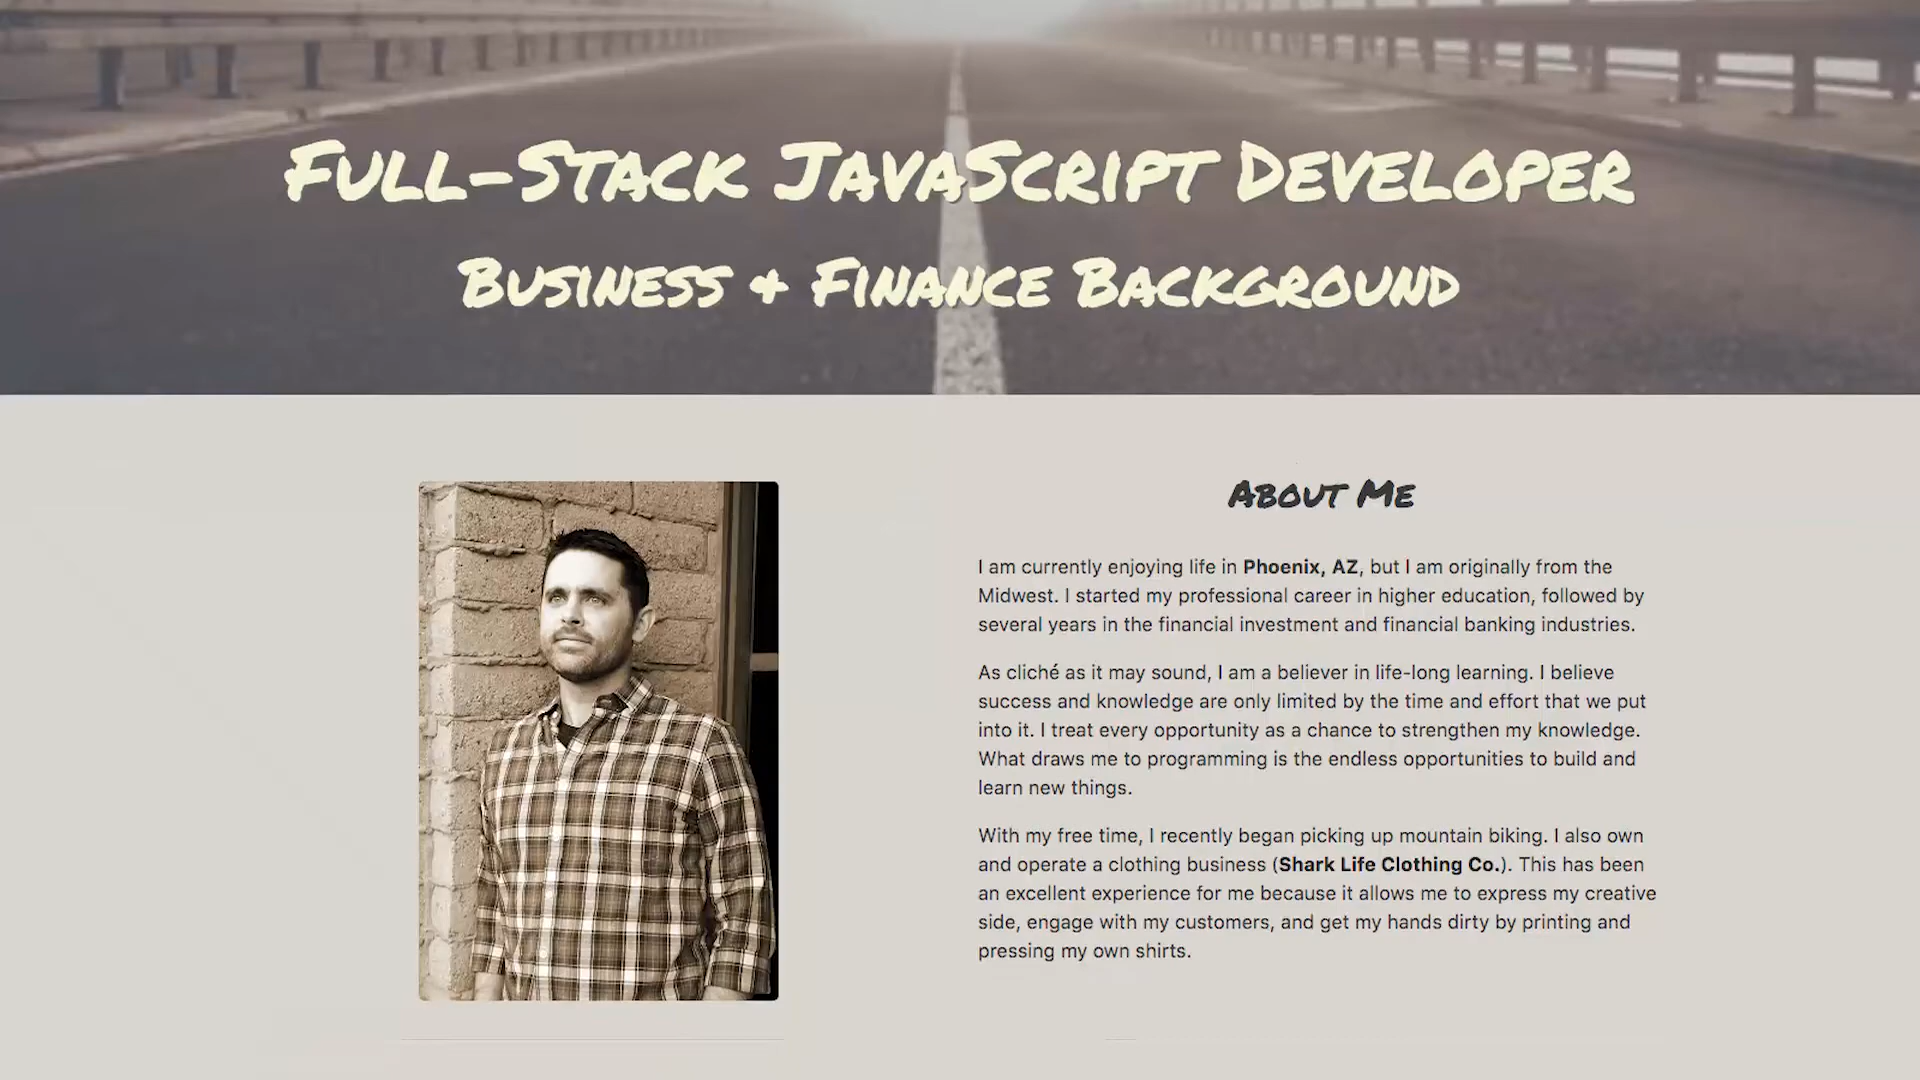 Full-Stack JavaScript Developer
Business & Finance Background
About Me
I am currently enjoying life in Phoenix, AZ, but I am originally from the
Midwest. I started my professional career in higher education, followed by
several years in the financial investment and financial banking industries.
As cliché as it may sound, I am a believer in life-long learning. I believe
success and knowledge are only limited by the time and effort that we put
into it. I treat every opportunity as a chance to strengthen my knowledge.
What draws me to programming is the endless opportunities to build and
learn new things.
With my free time, I recently began picking up mountain biking. I also own
and operate a clothing business (Shark Life Clothing Co.). This has been
an excellent experience for me because it allows me to express my creative
side, engage with my customers, and get my hands dirty by printing and
pressing my own shirts.